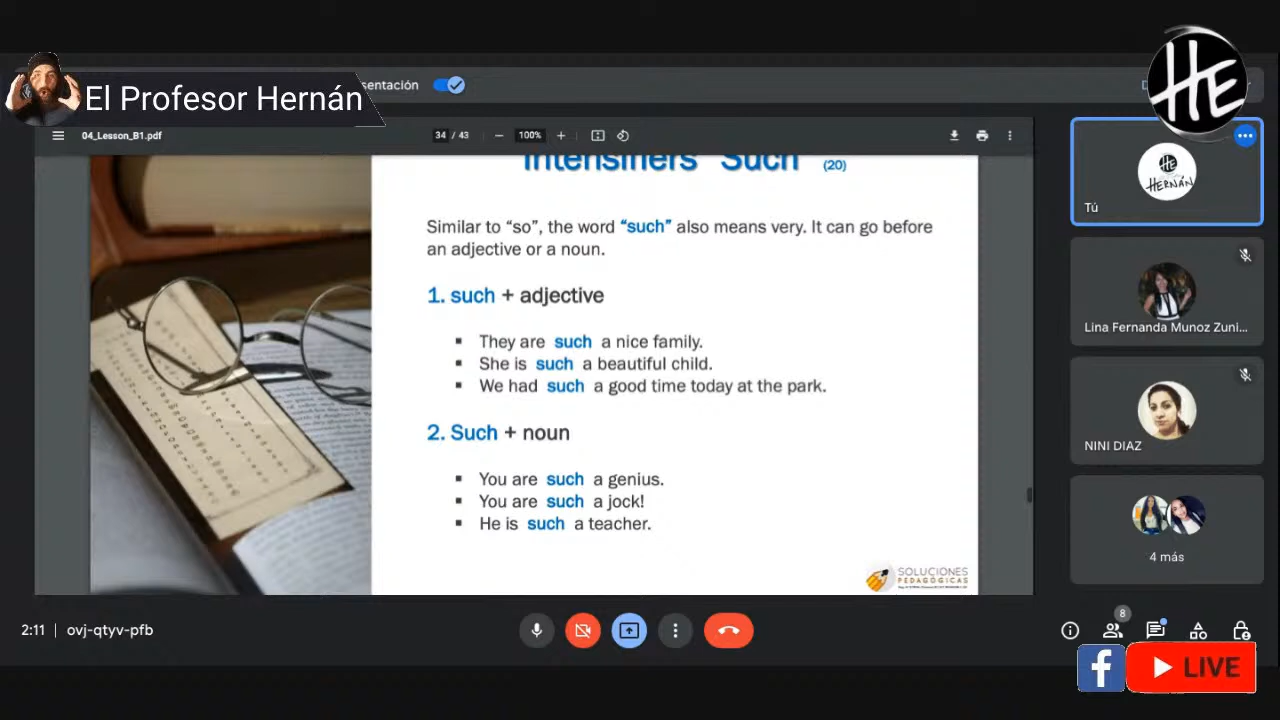 El Profesor Hernán
sentación
HE
04_Lesson_B1.pdf
34 / 43
100%
Intensifiers "Such" (20)
Similar to “so”, the word “such” also means very. It can go before
an adjective or a noun.
1. such + adjective
▪ They are such a nice family.
▪ She is such a beautiful child.
▪ We had such a good time today at the park.
2. Such + noun
▪ You are such a genius.
▪ You are such a jock!
▪ He is such a teacher.
SOLUCIONES
PEDAGÓGICAS
HE
HERNÁN
Tú
Lina Fernanda Munoz Zuni...
NINI DIAZ
4 más
2:11 | ovj-qtyv-pfb
8
f LIVE